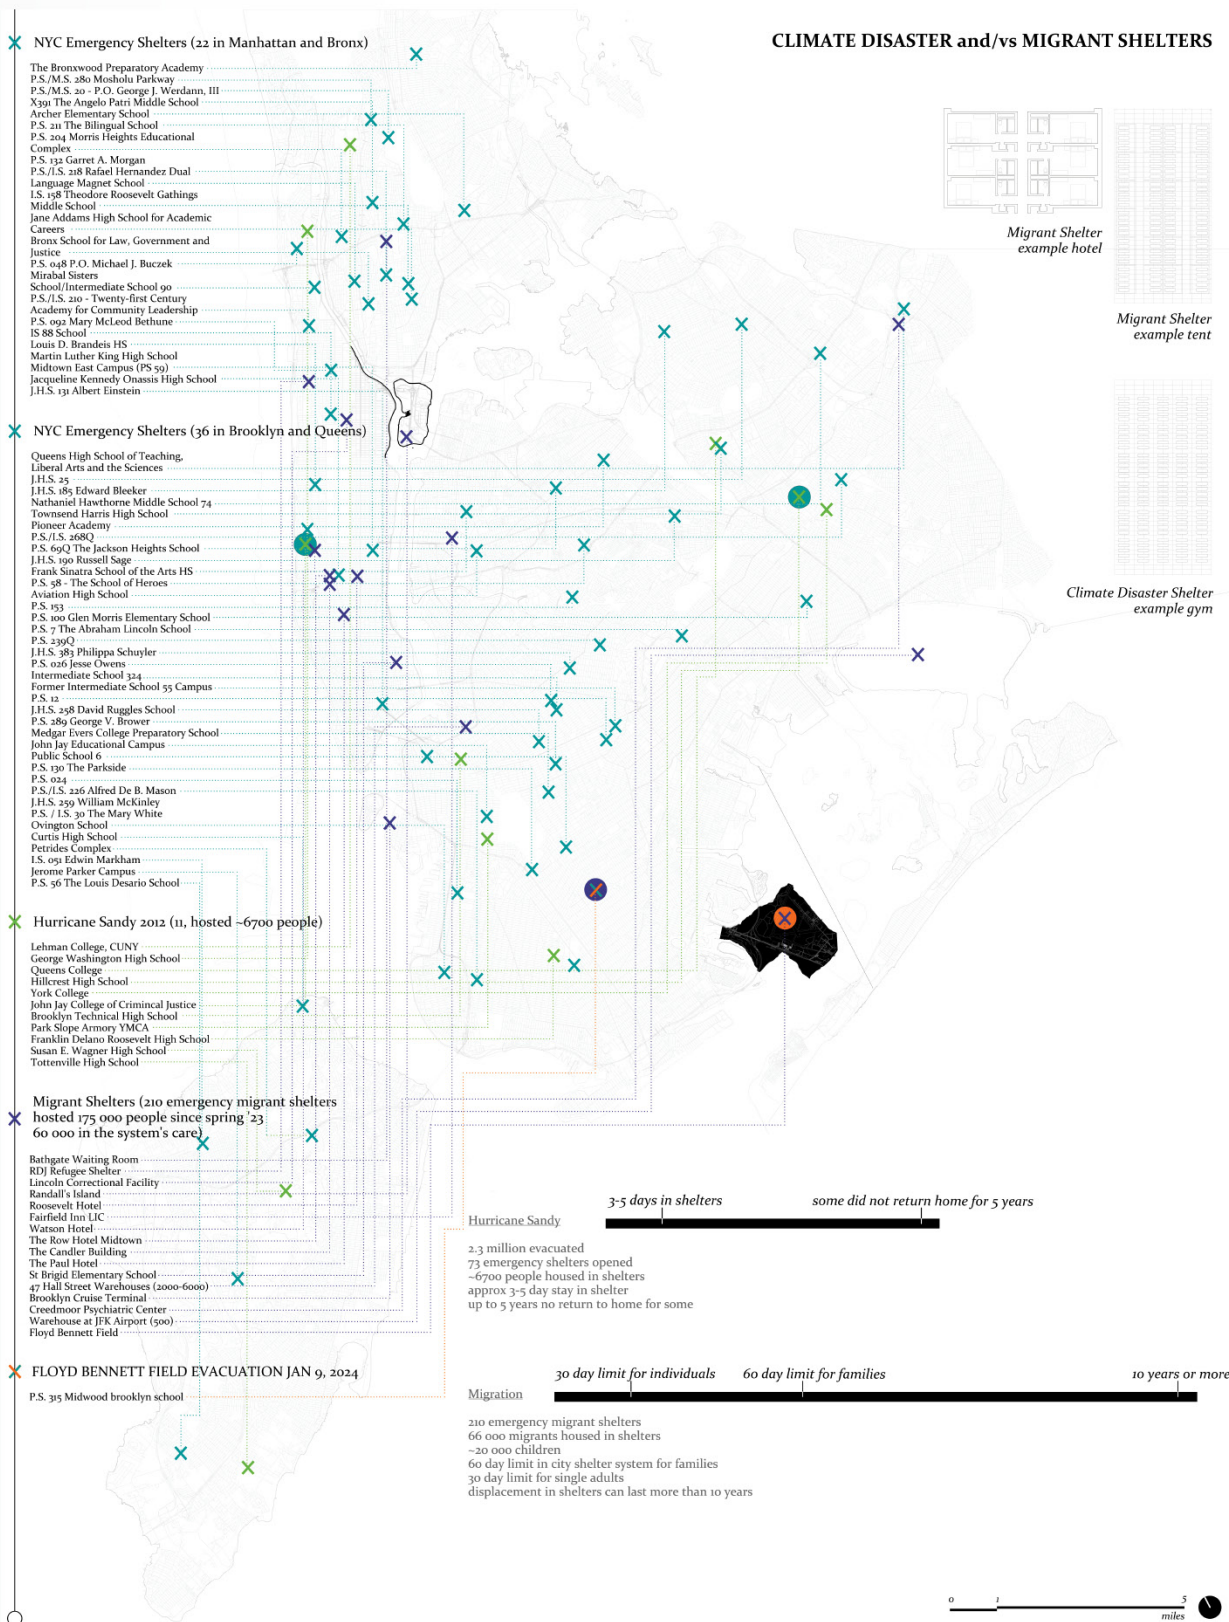 CLIMATE DISASTER and/vs MIGRANT SHELTERS
NYC Emergency Shelters (22 in Manhattan and Bronx)
The Bronxwood Preparatory Academy
P.S./M.S. 280 Mosholu Parkway
P.S./M.S. 20 - P.O. George J. Werdann, III
X391 The Angelo Patri Middle School
Archer Elementary School
P.S. 211 The Bilingual School
P.S. 204 Morris Heights Educational
Complex
P.S. 132 Garret A. Morgan
P.S./I.S. 218 Rafael Hernandez Dual
Language Magnet School
I.S. 158 Theodore Roosevelt Gathings
Middle School
Jane Addams High School for Academic
Careers
Bronx School for Law, Government and
Justice
P.S. 048 P.O. Michael J. Buczek
Mirabal Sisters
School/Intermediate School 90
P.S./I.S. 210 - Twenty-first Century
Academy for Community Leadership
P.S. 092 Mary McLeod Bethune
IS 88 School
Louis D. Brandeis HS
Martin Luther King High School
Midtown East Campus (PS 59)
Jacqueline Kennedy Onassis High School
J.H.S. 131 Albert Einstein
NYC Emergency Shelters (36 in Brooklyn and Queens)
Queens High School of Teaching,
Liberal Arts and the Sciences
J.H.S. 25
J.H.S. 185 Edward Bleeker
Nathaniel Hawthorne Middle School 74
Townsend Harris High School
Pioneer Academy
P.S./I.S. 268Q
P.S. 69Q The Jackson Heights School
J.H.S. 190 Russell Sage
Frank Sinatra School of the Arts HS
P.S. 58 - The School of Heroes
Aviation High School
P.S. 153
P.S. 100 Glen Morris Elementary School
P.S. 7 The Abraham Lincoln School
P.S. 239Q
J.H.S. 383 Philippa Schuyler
P.S. 026 Jesse Owens
Intermediate School 324
Former Intermediate School 55 Campus
P.S. 12
J.H.S. 258 David Ruggles School
P.S. 289 George V. Brower
Medgar Evers College Preparatory School
John Jay Educational Campus
Public School 6
P.S. 130 The Parkside
P.S. 024
P.S./I.S. 226 Alfred De B. Mason
J.H.S. 259 William McKinley
P.S. / I.S. 30 The Mary White
Ovington School
Curtis High School
Petrides Complex
I.S. 051 Edwin Markham
Jerome Parker Campus
P.S. 56 The Louis Desario School
Hurricane Sandy 2012 (11, hosted ~6700 people)
Lehman College, CUNY
George Washington High School
Queens College
Hillcrest High School
York College
John Jay College of Crimincal Justice
Brooklyn Technical High School
Park Slope Armory YMCA
Franklin Delano Roosevelt High School
Susan E. Wagner High School
Tottenville High School
Migrant Shelters (210 emergency migrant shelters
hosted 175 000 people since spring '23
60 000 in the system's care)
Bathgate Waiting Room
RDJ Refugee Shelter
Lincoln Correctional Facility
Randall's Island
Roosevelt Hotel
Fairfield Inn LIC
Watson Hotel
The Row Hotel Midtown
The Candler Building
The Paul Hotel
St Brigid Elementary School
47 Hall Street Warehouses (2000-6000)
Brooklyn Cruise Terminal
Creedmoor Psychiatric Center
Warehouse at JFK Airport (500)
Floyd Bennett Field
FLOYD BENNETT FIELD EVACUATION JAN 9, 2024
P.S. 315 Midwood brooklyn school
Migrant Shelter
example hotel
Migrant Shelter
example tent
Climate Disaster Shelter
example gym
3-5 days in shelters
some did not return home for 5 years
Hurricane Sandy
2.3 million evacuated
73 emergency shelters opened
~6700 people housed in shelters
approx 3-5 day stay in shelter
up to 5 years no return to home for some
30 day limit for individuals
60 day limit for families
10 years or more
Migration
210 emergency migrant shelters
66 000 migrants housed in shelters
~20 000 children
60 day limit in city shelter system for families
30 day limit for single adults
displacement in shelters can last more than 10 years
0 1 5
miles